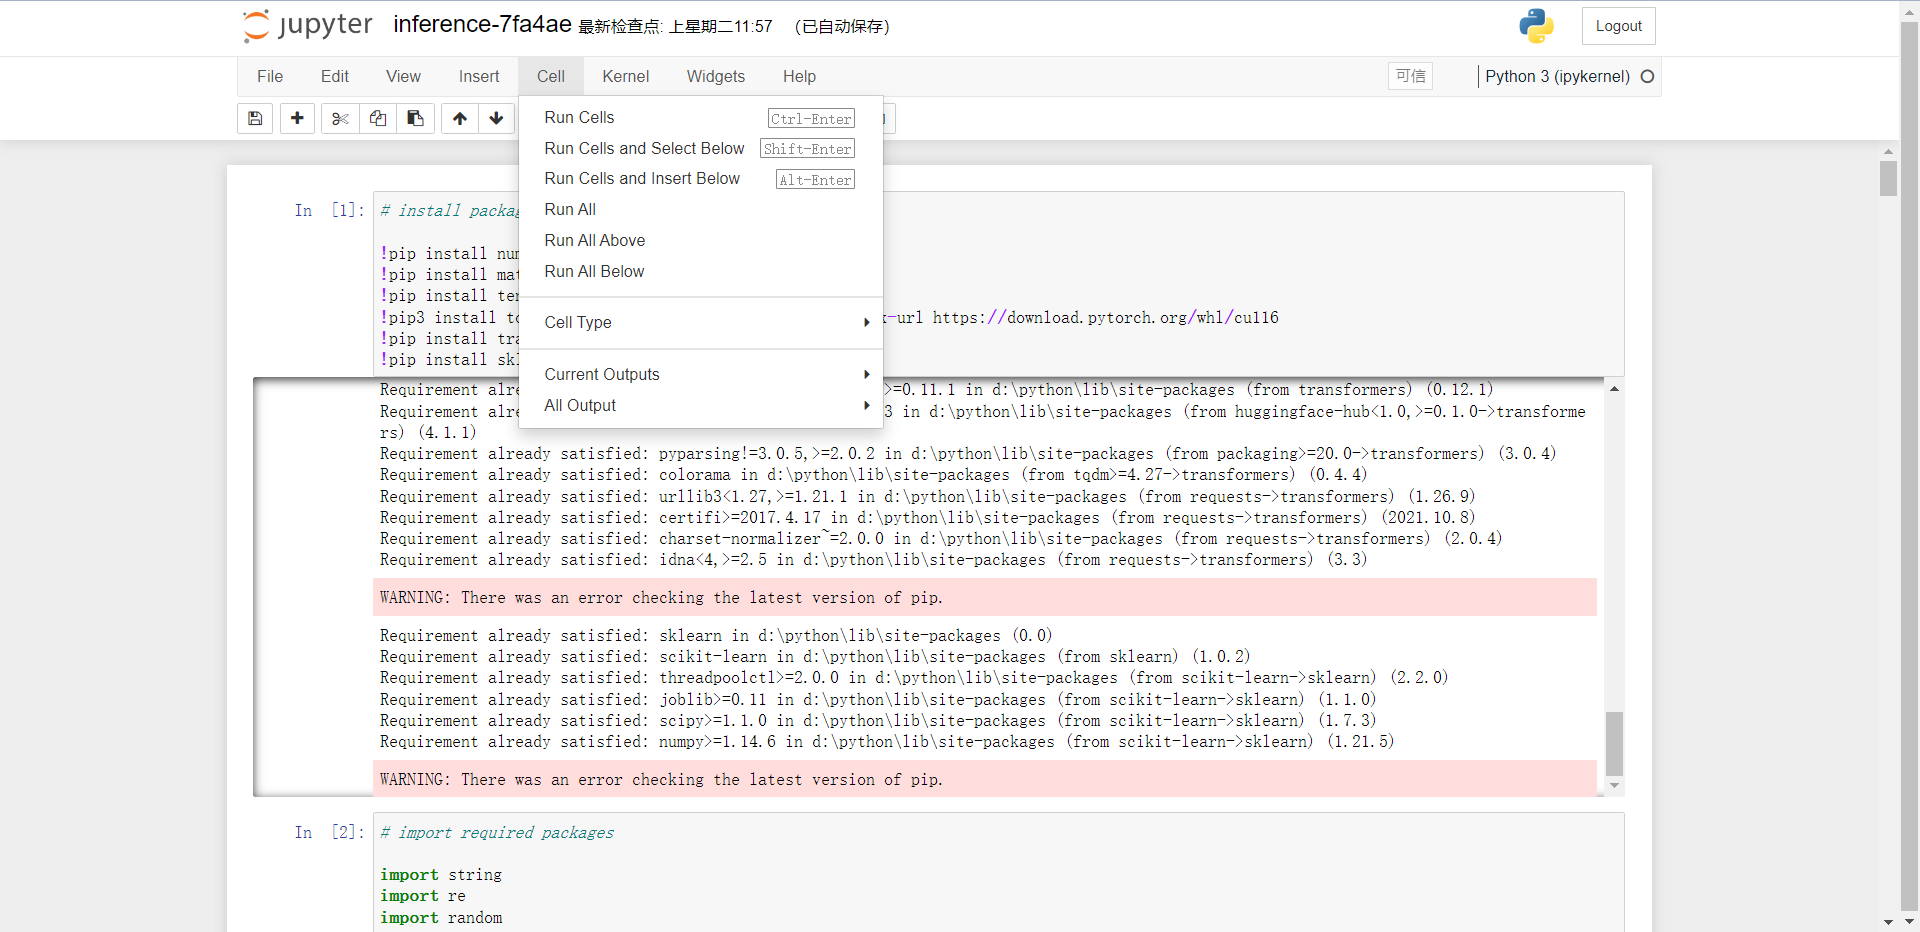 jupyter inference-7fa4ae 最新检查点: 上星期二11:57 (已自动保存) Logout
File Edit View Insert Cell Kernel Widgets Help 可信 Python 3 (ipykernel)
Run Cells Ctrl-Enter
Run Cells and Select Below Shift-Enter
Run Cells and Insert Below Alt-Enter
Run All
Run All Above
Run All Below
Cell Type
Current Outputs
All Output
In [1]: # install packag
!pip install num
!pip install mat
!pip install ten
!pip3 install to x-url https://download.pytorch.org/whl/cu116
!pip install tra
!pip install skl
Requirement alre >=0.11.1 in d:\python\lib\site-packages (from transformers) (0.12.1)
Requirement alre 3 in d:\python\lib\site-packages (from huggingface-hub<1.0,>=0.1.0->transforme
rs) (4.1.1)
Requirement already satisfied: pyparsing!=3.0.5,>=2.0.2 in d:\python\lib\site-packages (from packaging>=20.0->transformers) (3.0.4)
Requirement already satisfied: colorama in d:\python\lib\site-packages (from tqdm>=4.27->transformers) (0.4.4)
Requirement already satisfied: urllib3<1.27,>=1.21.1 in d:\python\lib\site-packages (from requests->transformers) (1.26.9)
Requirement already satisfied: certifi>=2017.4.17 in d:\python\lib\site-packages (from requests->transformers) (2021.10.8)
Requirement already satisfied: charset-normalizer~=2.0.0 in d:\python\lib\site-packages (from requests->transformers) (2.0.4)
Requirement already satisfied: idna<4,>=2.5 in d:\python\lib\site-packages (from requests->transformers) (3.3)
WARNING: There was an error checking the latest version of pip.
Requirement already satisfied: sklearn in d:\python\lib\site-packages (0.0)
Requirement already satisfied: scikit-learn in d:\python\lib\site-packages (from sklearn) (1.0.2)
Requirement already satisfied: threadpoolctl>=2.0.0 in d:\python\lib\site-packages (from scikit-learn->sklearn) (2.2.0)
Requirement already satisfied: joblib>=0.11 in d:\python\lib\site-packages (from scikit-learn->sklearn) (1.1.0)
Requirement already satisfied: scipy>=1.1.0 in d:\python\lib\site-packages (from scikit-learn->sklearn) (1.7.3)
Requirement already satisfied: numpy>=1.14.6 in d:\python\lib\site-packages (from scikit-learn->sklearn) (1.21.5)
WARNING: There was an error checking the latest version of pip.
In [2]: # import required packages
import string
import re
import random